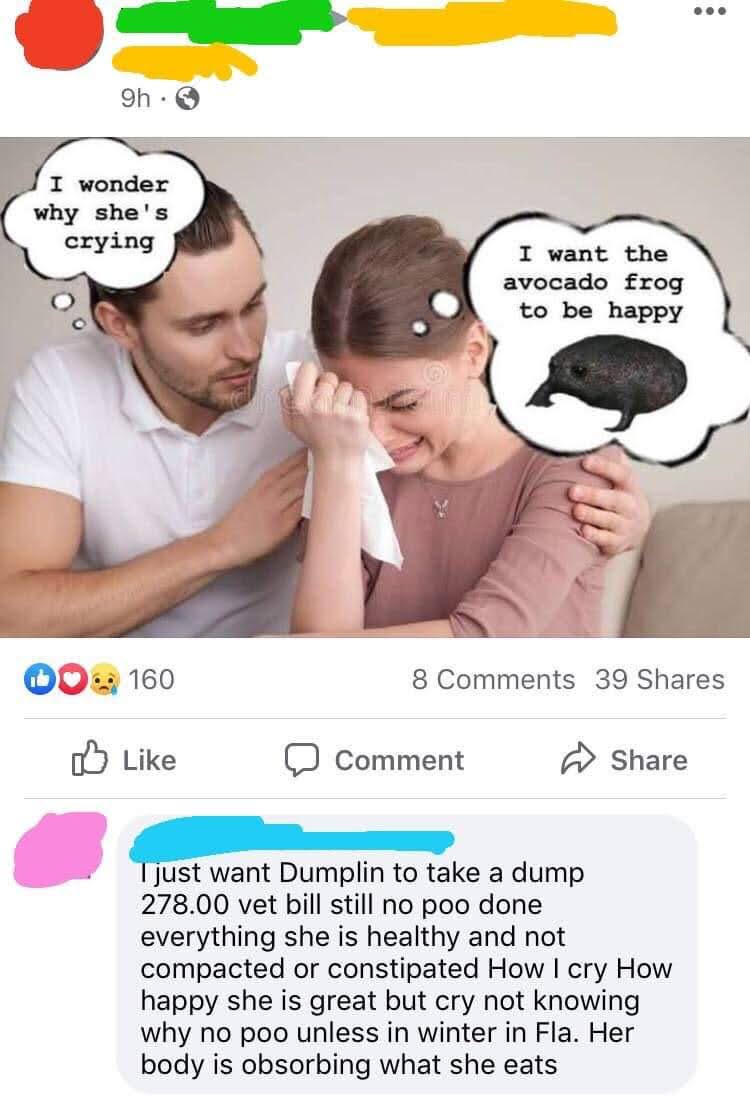 9h
I wonder
why she's
crying
I want the
avocado frog
to be happy
160
8 Comments 39 Shares
Like
Comment
Share
I just want Dumplin to take a dump
278.00 vet bill still no poo done
everything she is healthy and not
compacted or constipated How I cry How
happy she is great but cry not knowing
why no poo unless in winter in Fla. Her
body is obsorbing what she eats